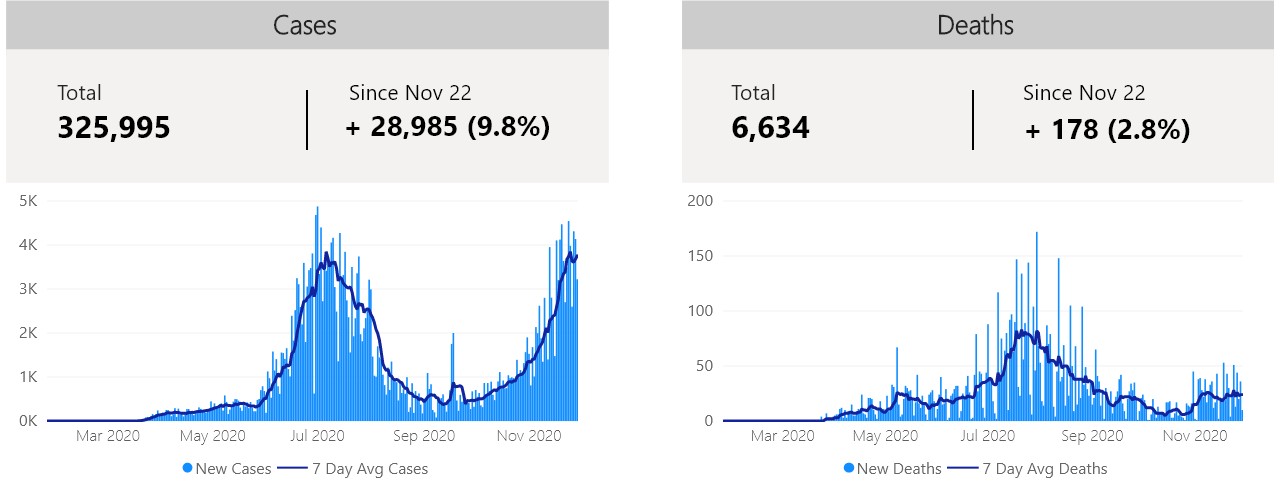 Cases
Total
Since Nov 22
325,995
+ 28,985 (9.8%)
5K
4K
3K
2K
1K
0K
Mar 2020 May 2020 Jul 2020 Sep 2020 Nov 2020
New Cases 7 Day Avg Cases
Deaths
Total
Since Nov 22
6,634
+ 178 (2.8%)
200
150
100
50
0
Mar 2020 May 2020 Jul 2020 Sep 2020 Nov 2020
New Deaths 7 Day Avg Deaths